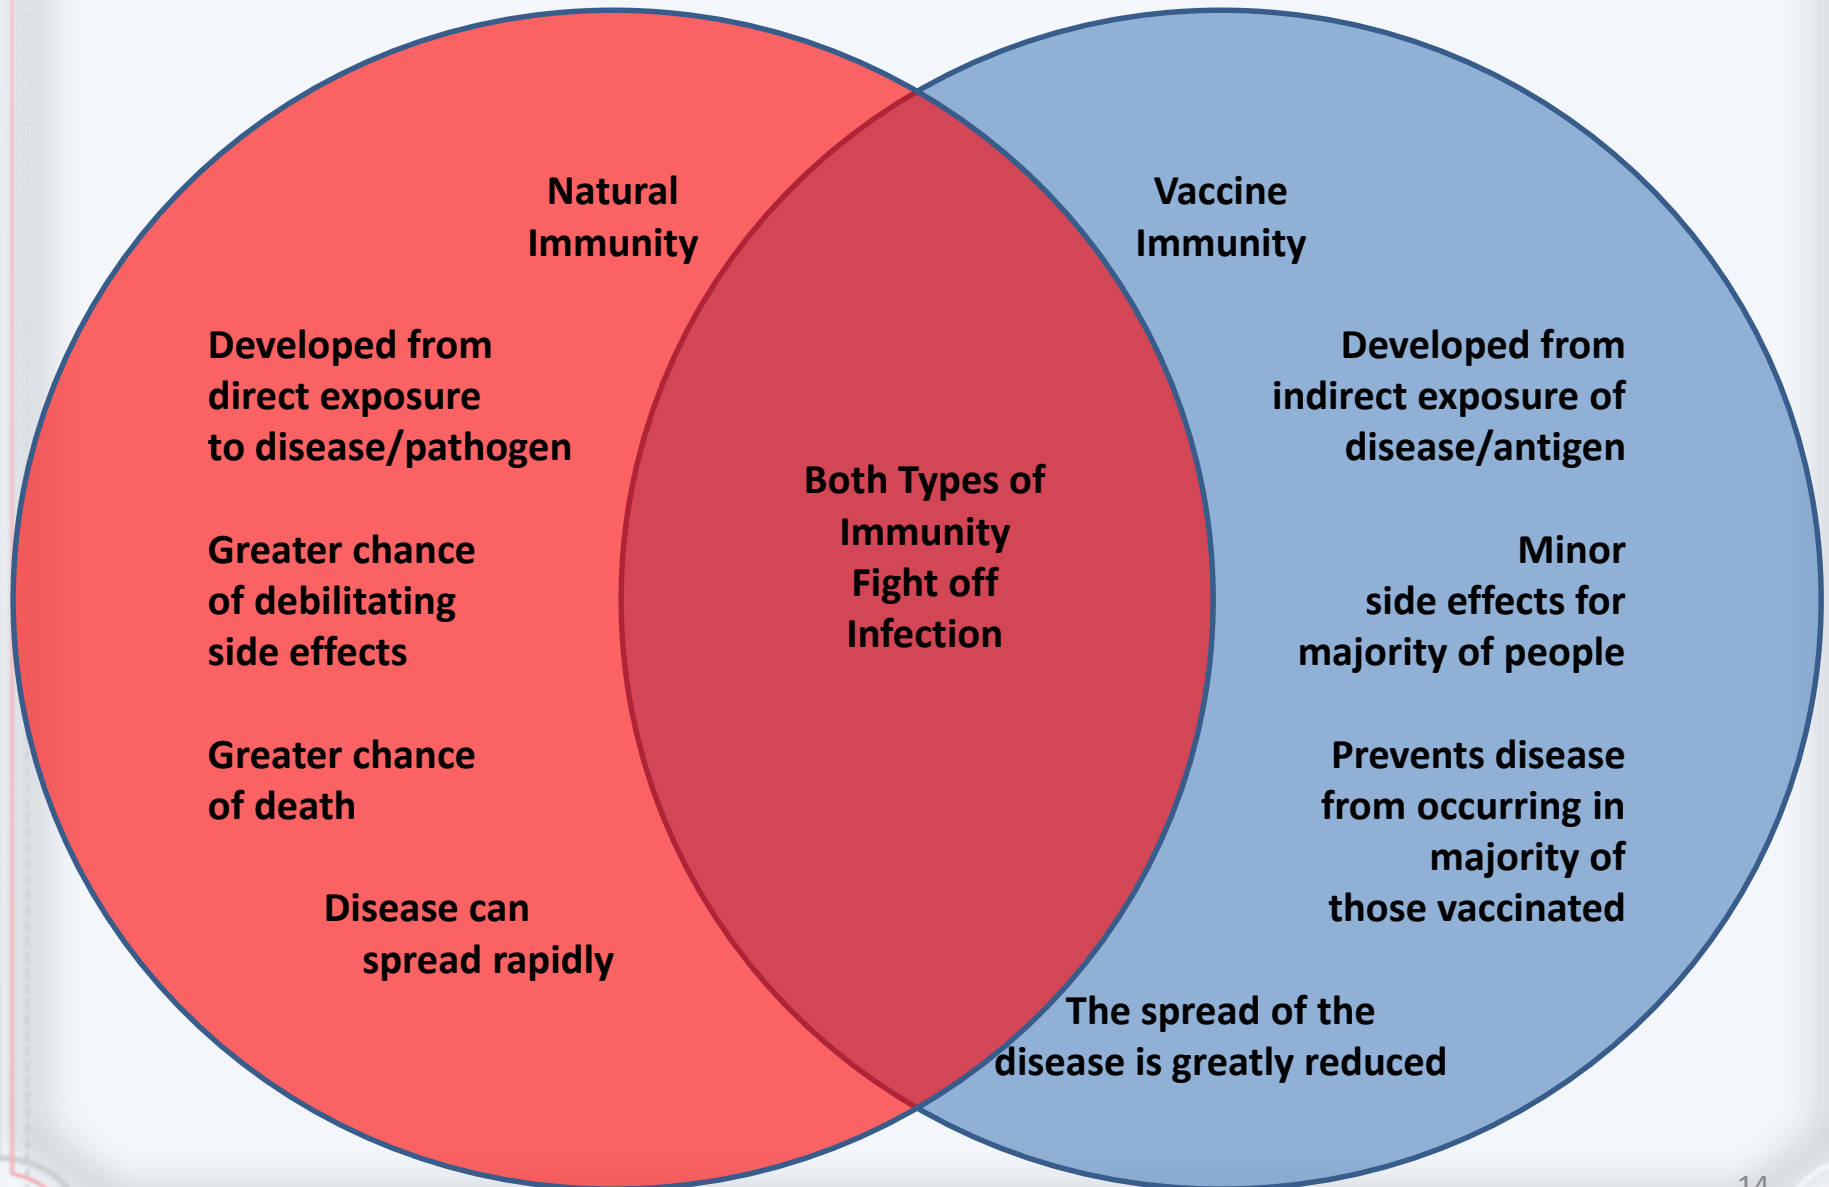 Natural
Immunity
Developed from
direct exposure
to disease/pathogen
Greater chance
of debilitating
side effects
Greater chance
of death
Disease can
spread rapidly
Both Types of
Immunity
Fight off
Infection
Vaccine
Immunity
Developed from
indirect exposure of
disease/antigen
Minor
side effects for
majority of people
Prevents disease
from occurring in
majority of
those vaccinated
The spread of the
disease is greatly reduced
14